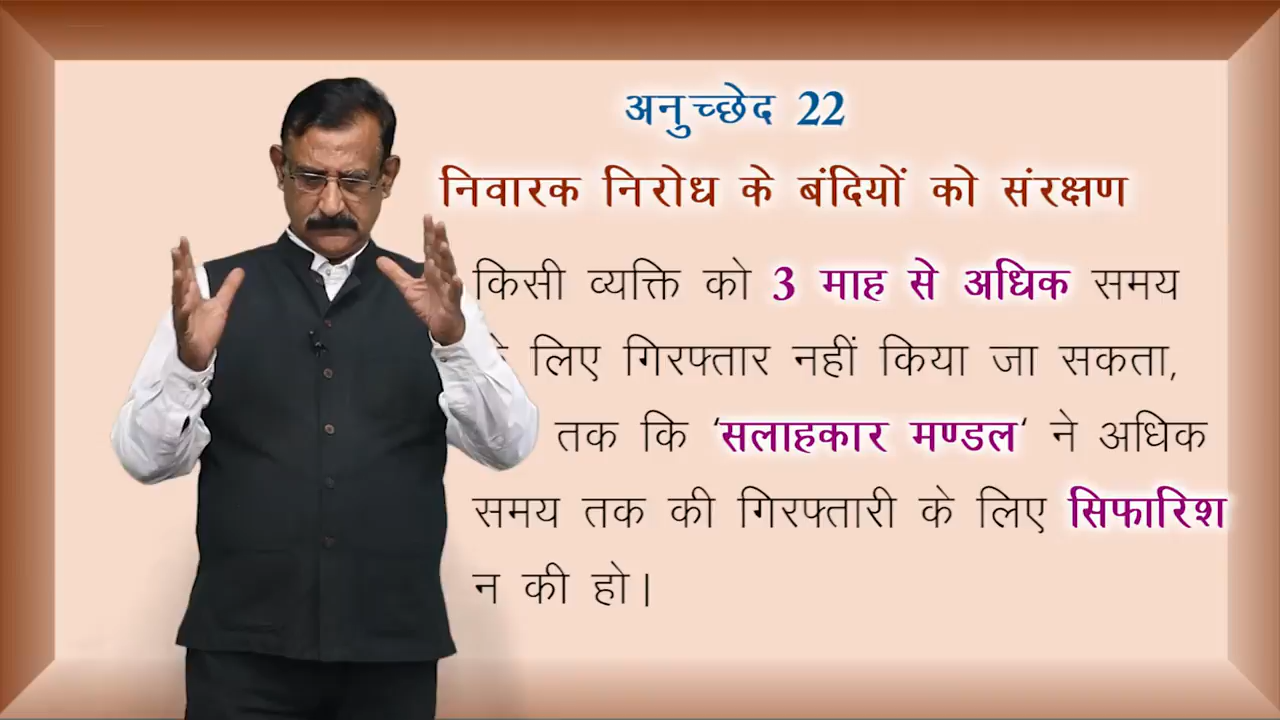 अनुच्छेद 22
निवारक निरोध के बंदियों को संरक्षण
किसी व्यक्ति को 3 माह से अधिक समय
लिए गिरफ्तार नहीं किया जा सकता,
तक कि 'सलाहकार मण्डल' ने अधिक
समय तक की गिरफ्तारी के लिए सिफारिश
न की हो।